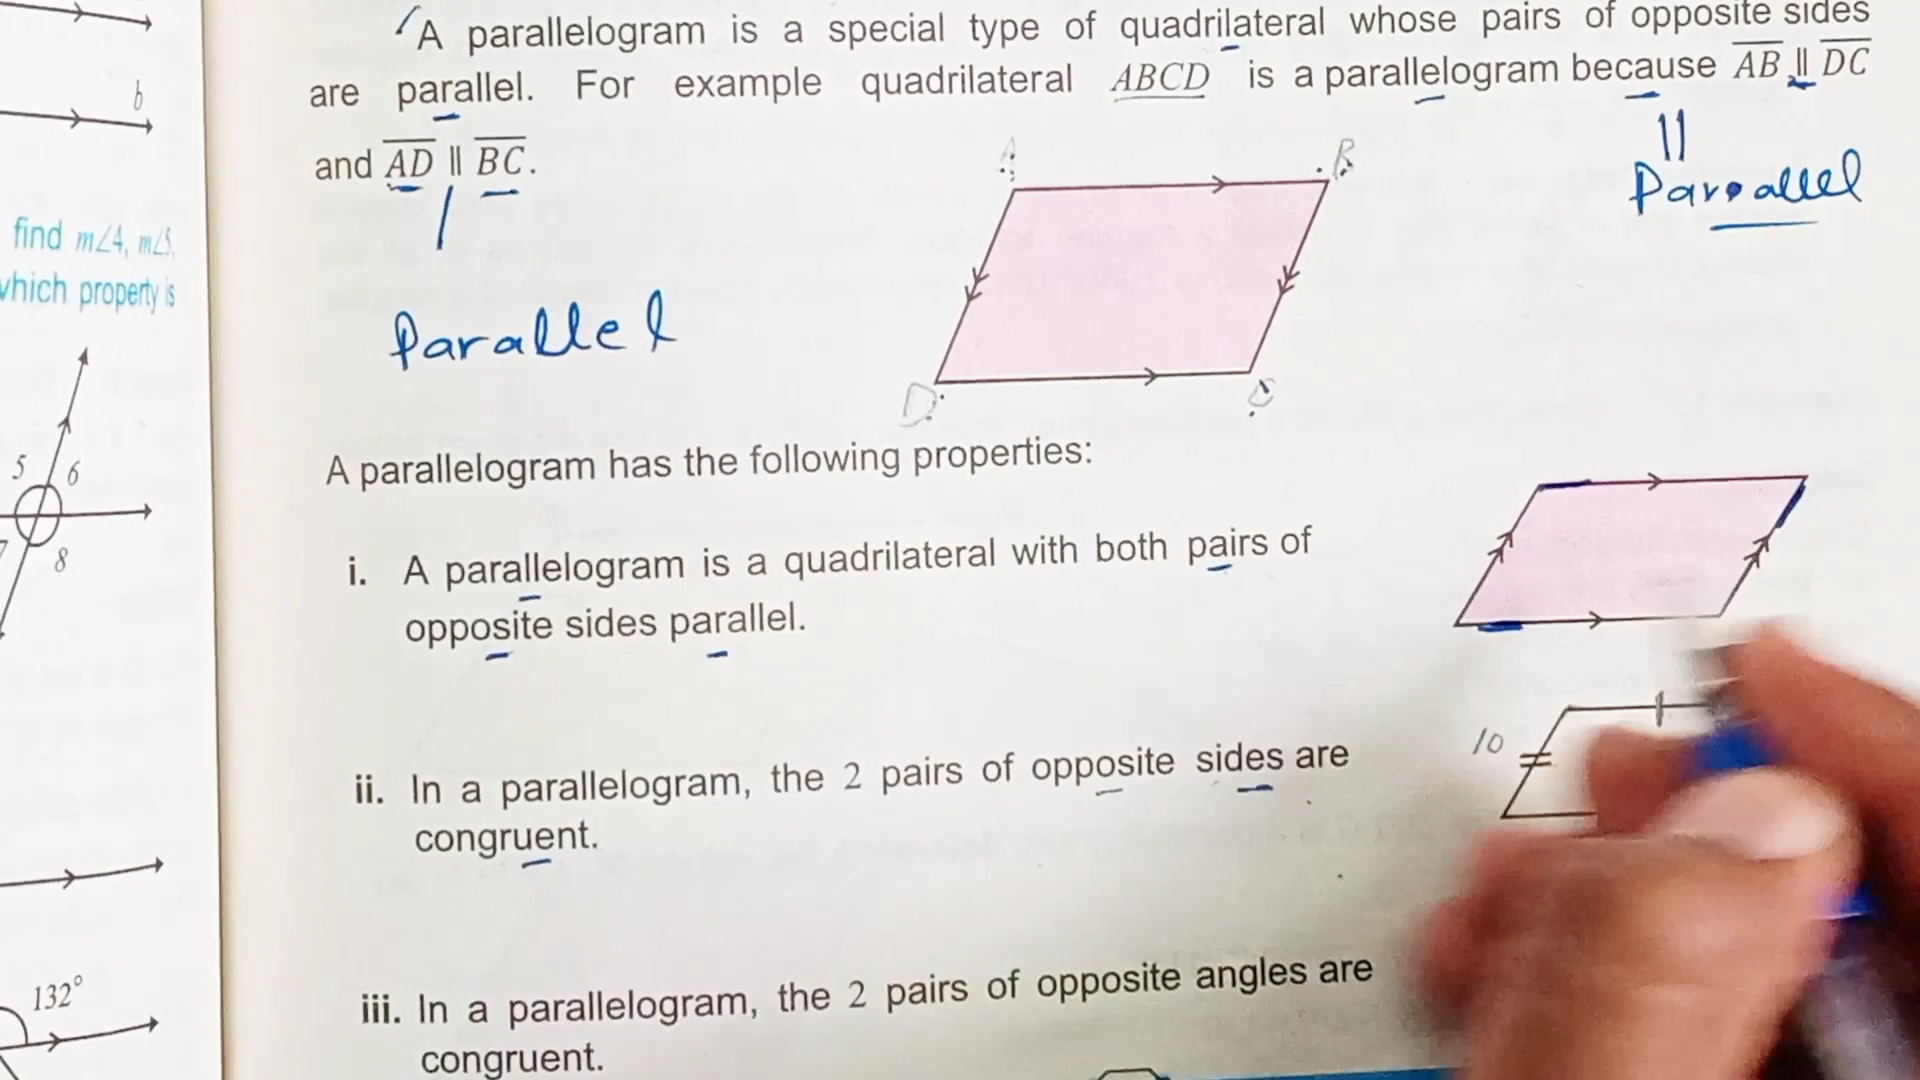 A parallelogram is a special type of quadrilateral whose pairs of opposite sides
are parallel. For example quadrilateral ABCD is a parallelogram because AB ∥ DC
and AD ∥ BC.
||
Parallel
Parallel
A
B
D
C
A parallelogram has the following properties:
i. A parallelogram is a quadrilateral with both pairs of
opposite sides parallel.
ii. In a parallelogram, the 2 pairs of opposite sides are
congruent.
10
iii. In a parallelogram, the 2 pairs of opposite angles are
congruent.
b
find m∠4, m∠5,
which property is
5 6
8
132°